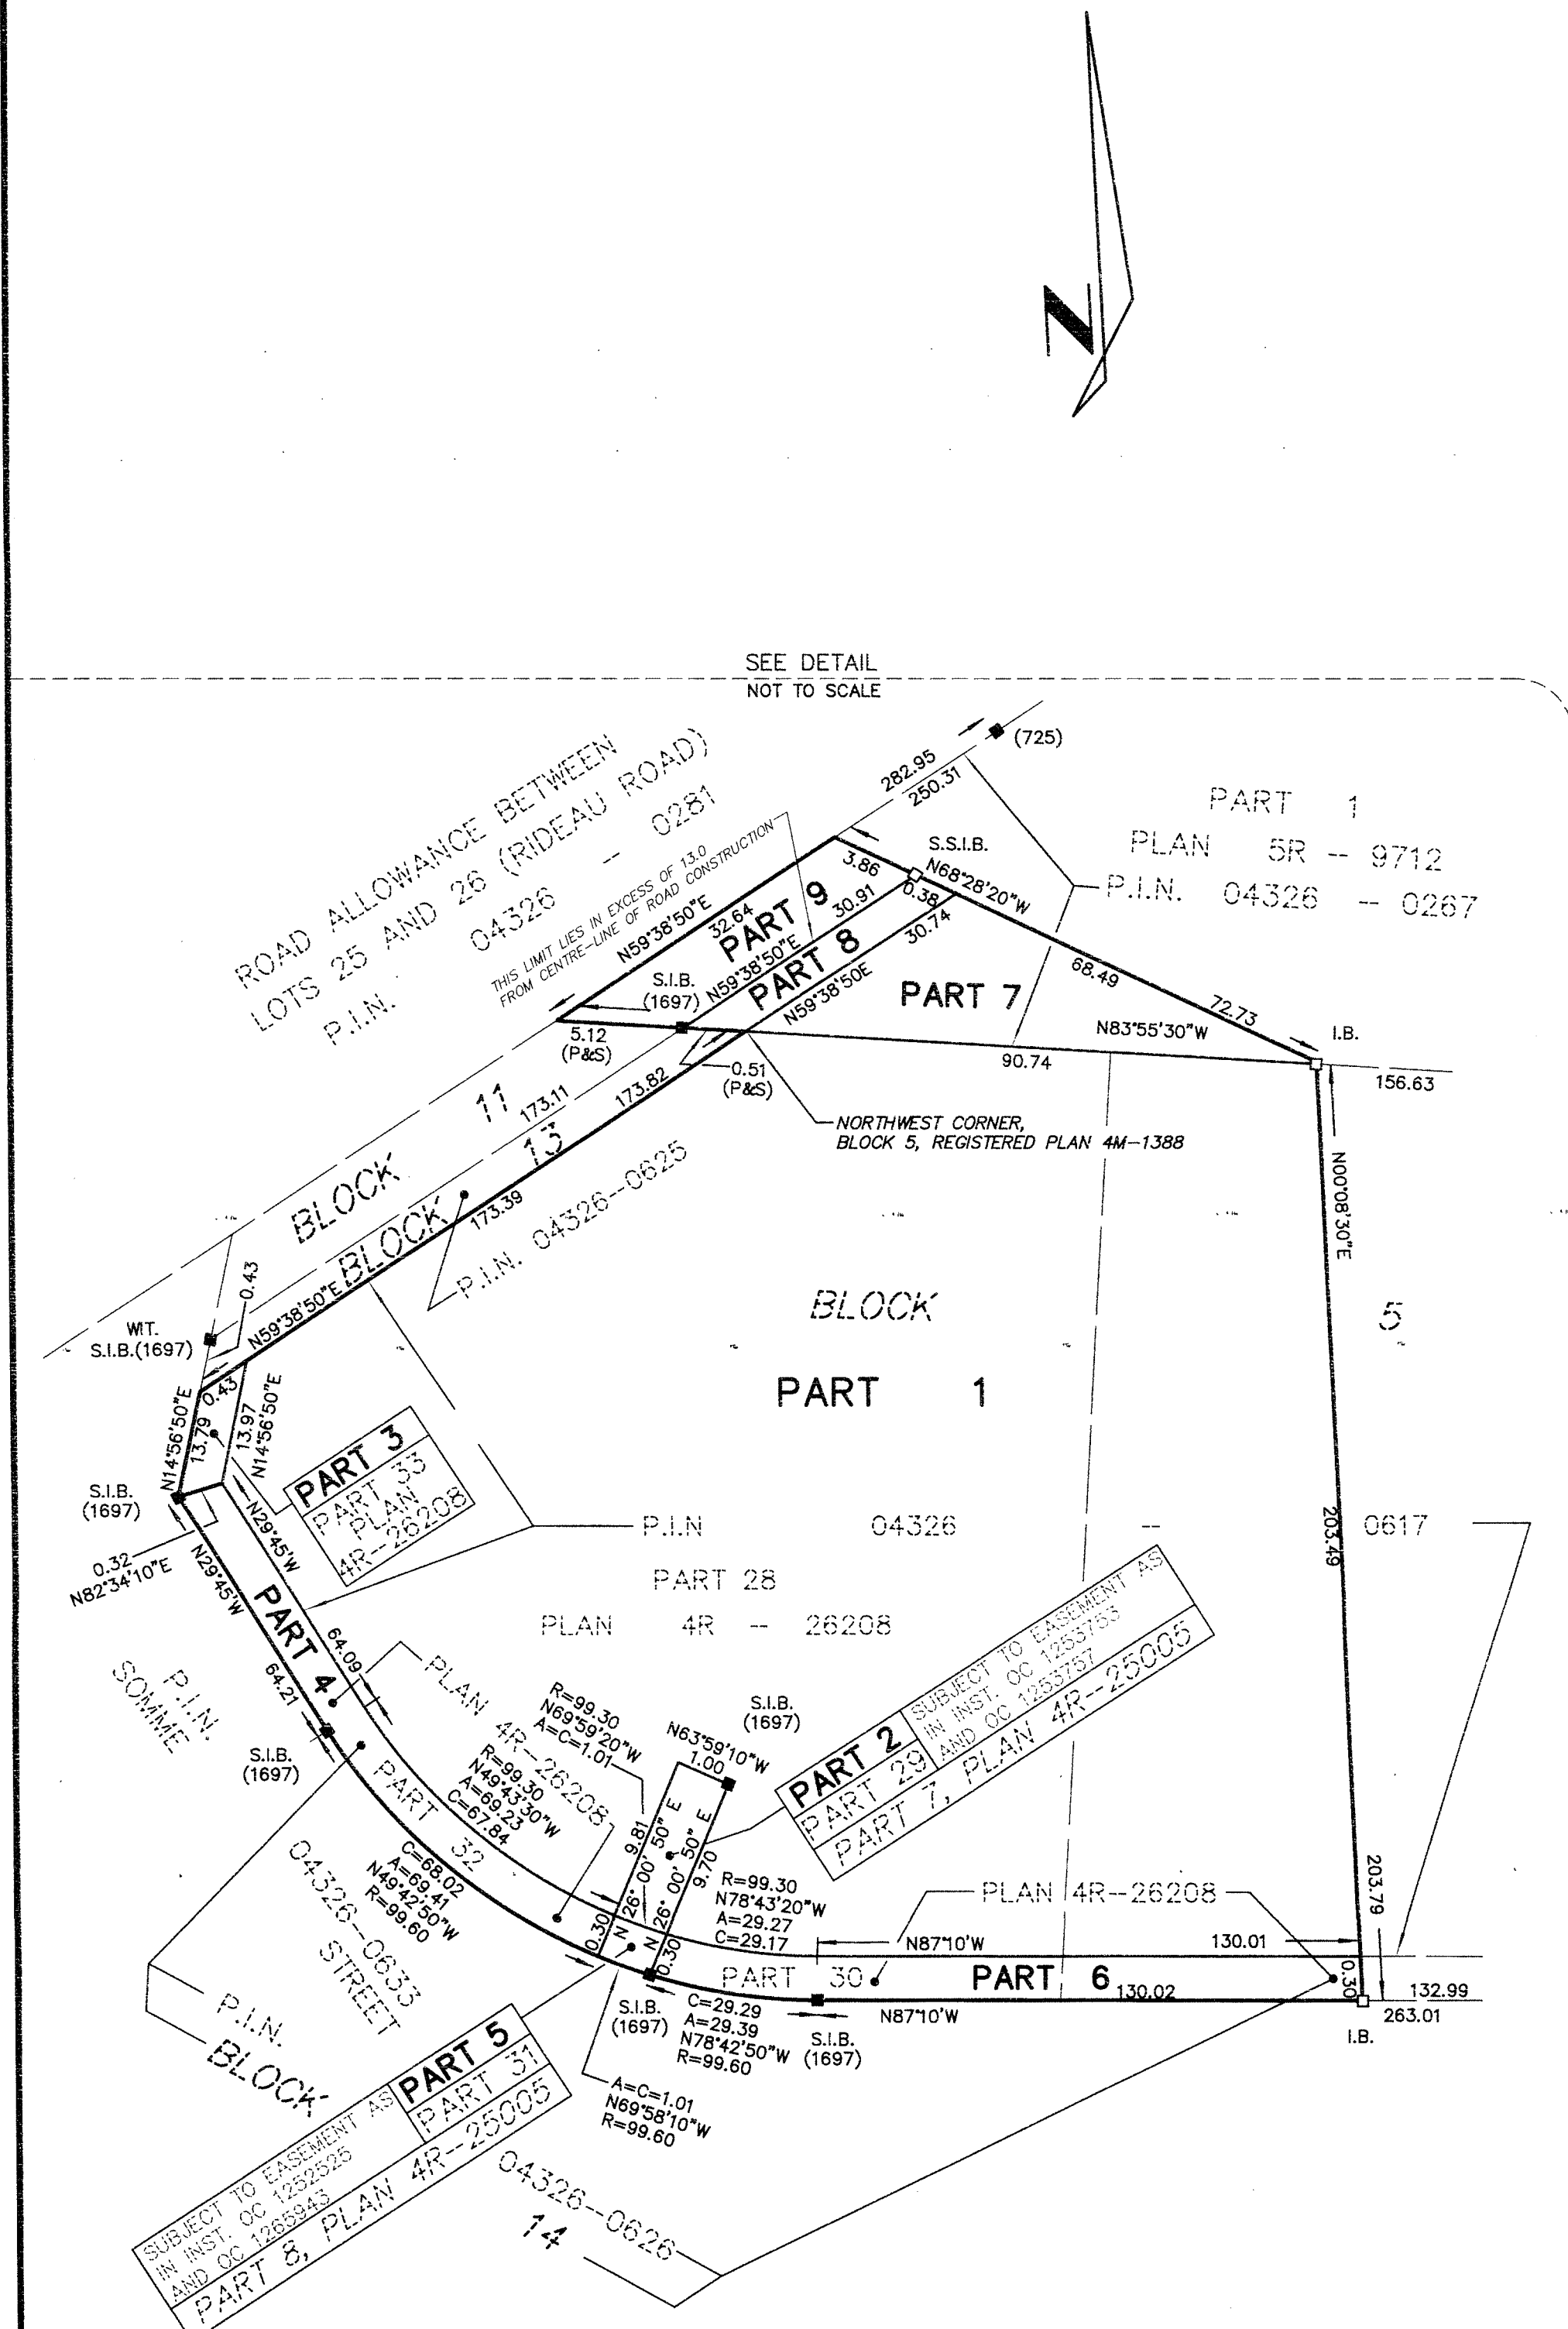 N
SEE DETAIL
NOT TO SCALE
(725)
282.95
250.31
ROAD ALLOWANCE BETWEEN
LOTS 25 AND 26 (RIDEAU ROAD)
P.I.N. 04326 -- 0281
THIS LIMIT LIES IN EXCESS OF 13.0
FROM CENTRE-LINE OF ROAD CONSTRUCTION
PART 1
PLAN 5R -- 9712
P.I.N. 04326 -- 0267
S.S.I.B.
3.86
N68°28'20"W
0.38
N59°38'50"E
32.64
PART 9
30.91
N59°38'50"E
PART 8
30.74
N59°38'50E
S.I.B.
(1697)
PART 7
68.49
72.73
I.B.
N83°55'30"W
90.74
156.63
5.12
(P&S)
0.51
(P&S)
NORTHWEST CORNER,
BLOCK 5, REGISTERED PLAN 4M-1388
BLOCK 11
173.11
173.82
BLOCK 13
173.39
P.I.N. 04326--0625
N59°38'50"E
0.43
WIT.
S.I.B.(1697)
N00°08'30"E
BLOCK 5
PART 1
0.43
N14°56'50"E
13.79
13.97
N14°56'50"E
S.I.B.
(1697)
PART 3
PART 33
PLAN
4R--26208
0.32
N82°34'10"E
N29°45'W
N29°45'W
P.I.N 04326 -- 0617
203.49
PART 28
PLAN 4R -- 26208
PART 4
64.09
64.21
P.I.N.
SOMME
S.I.B.
(1697)
PLAN 4R--26208
R=99.30
N69°59'20"W
A=C=1.01
R=99.30
N49°43'30"W
A=69.23
C=67.84
S.I.B.
(1697)
N63°59'10"W
1.00
PART 2
PART 29
SUBJECT TO EASEMENT AS
IN INST. OC 1253753
AND OC 1253757
PART 7, PLAN 4R--25005
PART 32
C=68.02
A=69.41
N49°42'50"W
R=99.60
9.81
N 26° 00' 50" E
N 26° 00' 50" E
9.70
0.30
0.30
R=99.30
N78°43'20"W
A=29.27
C=29.17
PLAN 4R--26208
203.79
N87°10'W
130.01
PART 30
PART 6
130.02
0.30
N87°10'W
132.99
263.01
I.B.
04326--0633
STREET
P.I.N.
BLOCK
S.I.B.
(1697)
C=29.29
A=29.39
N78°42'50"W
R=99.60
S.I.B.
(1697)
A=C=1.01
N69°58'10"W
R=99.60
PART 5
PART 31
SUBJECT TO EASEMENT AS
IN INST. OC 1252525
AND OC 1265943
PART 8, PLAN 4R--25005
04326--0626
14